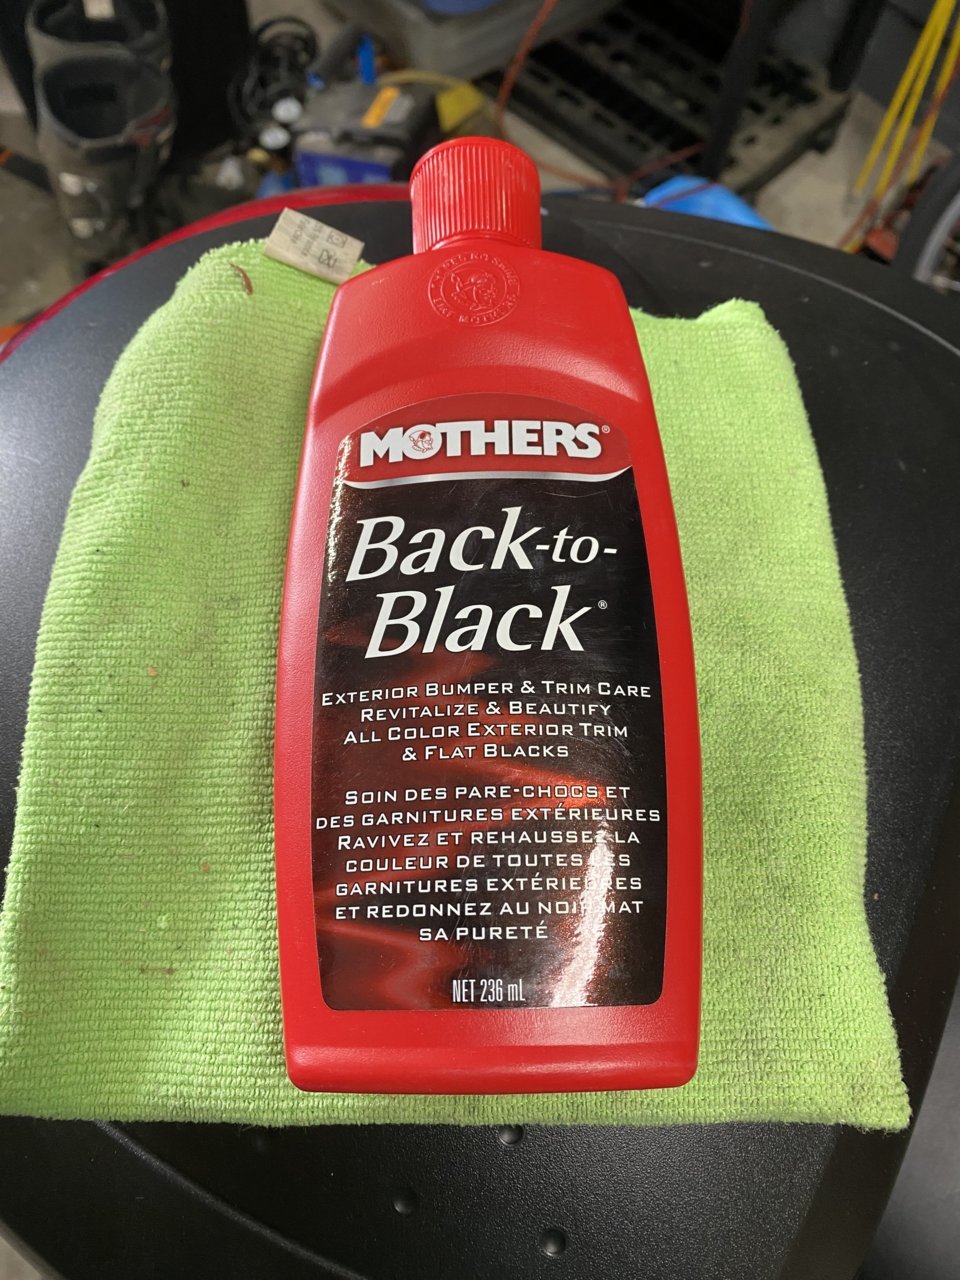 MOTHERS®
Back-to-
Black®
EXTERIOR BUMPER & TRIM CARE
REVITALIZE & BEAUTIFY
ALL COLOR EXTERIOR TRIM
& FLAT BLACKS
SOIN DES PARE-CHOCS ET
DES GARNITURES EXTÉRIEURES
RAVIVEZ ET REHAUSSEZ LA
COULEUR DE TOUTES LES
GARNITURES EXTÉRIEURES
ET REDONNEZ AU NOIR MAT
SA PURETÉ
NET 236 mL